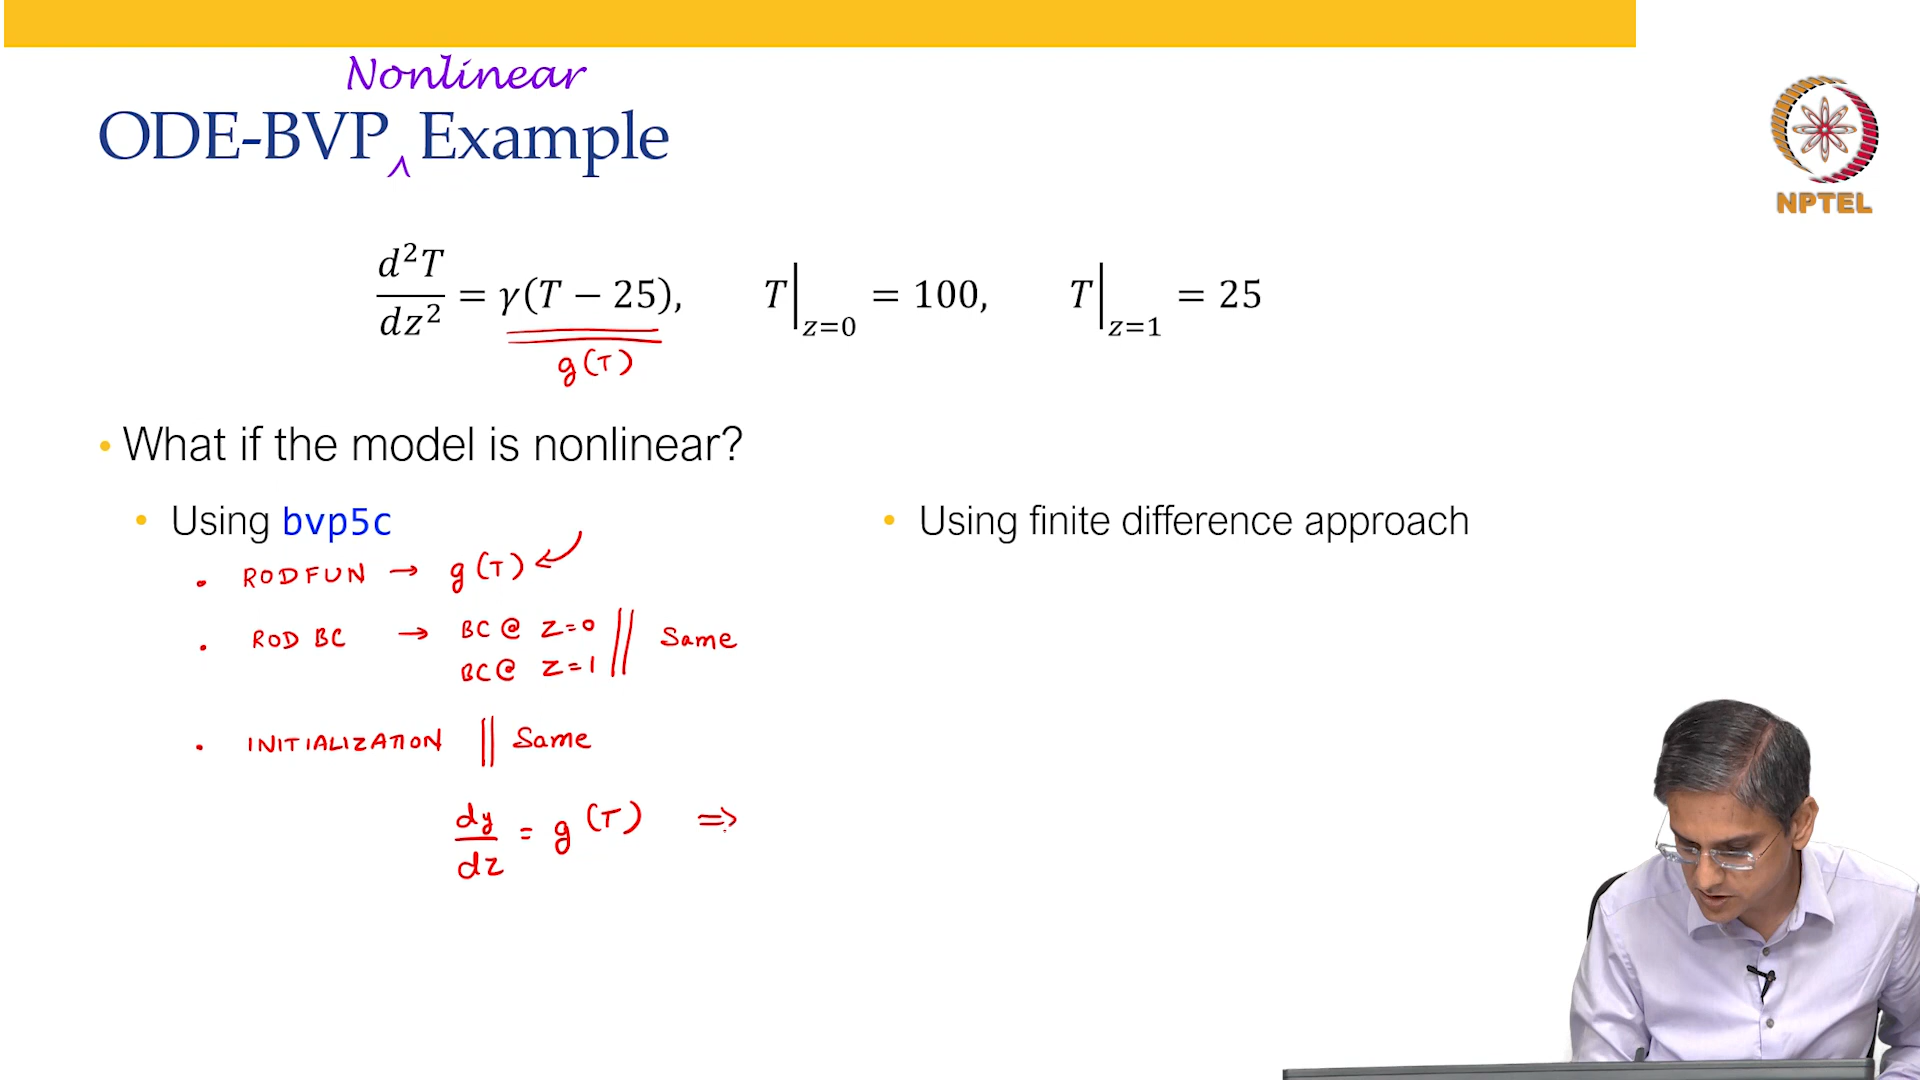 Nonlinear
ODE-BVP ^ Example
NPTEL
d²T/dz² = γ(T − 25), T|z=0 = 100, T|z=1 = 25
g(T)
• What if the model is nonlinear?
• Using bvp5c
• RODFUN → g(T)
• ROD BC → BC @ Z=0 || Same
BC @ Z=1
• INITIALIZATION || Same
dy/dz = g(T) ⇒
• Using finite difference approach